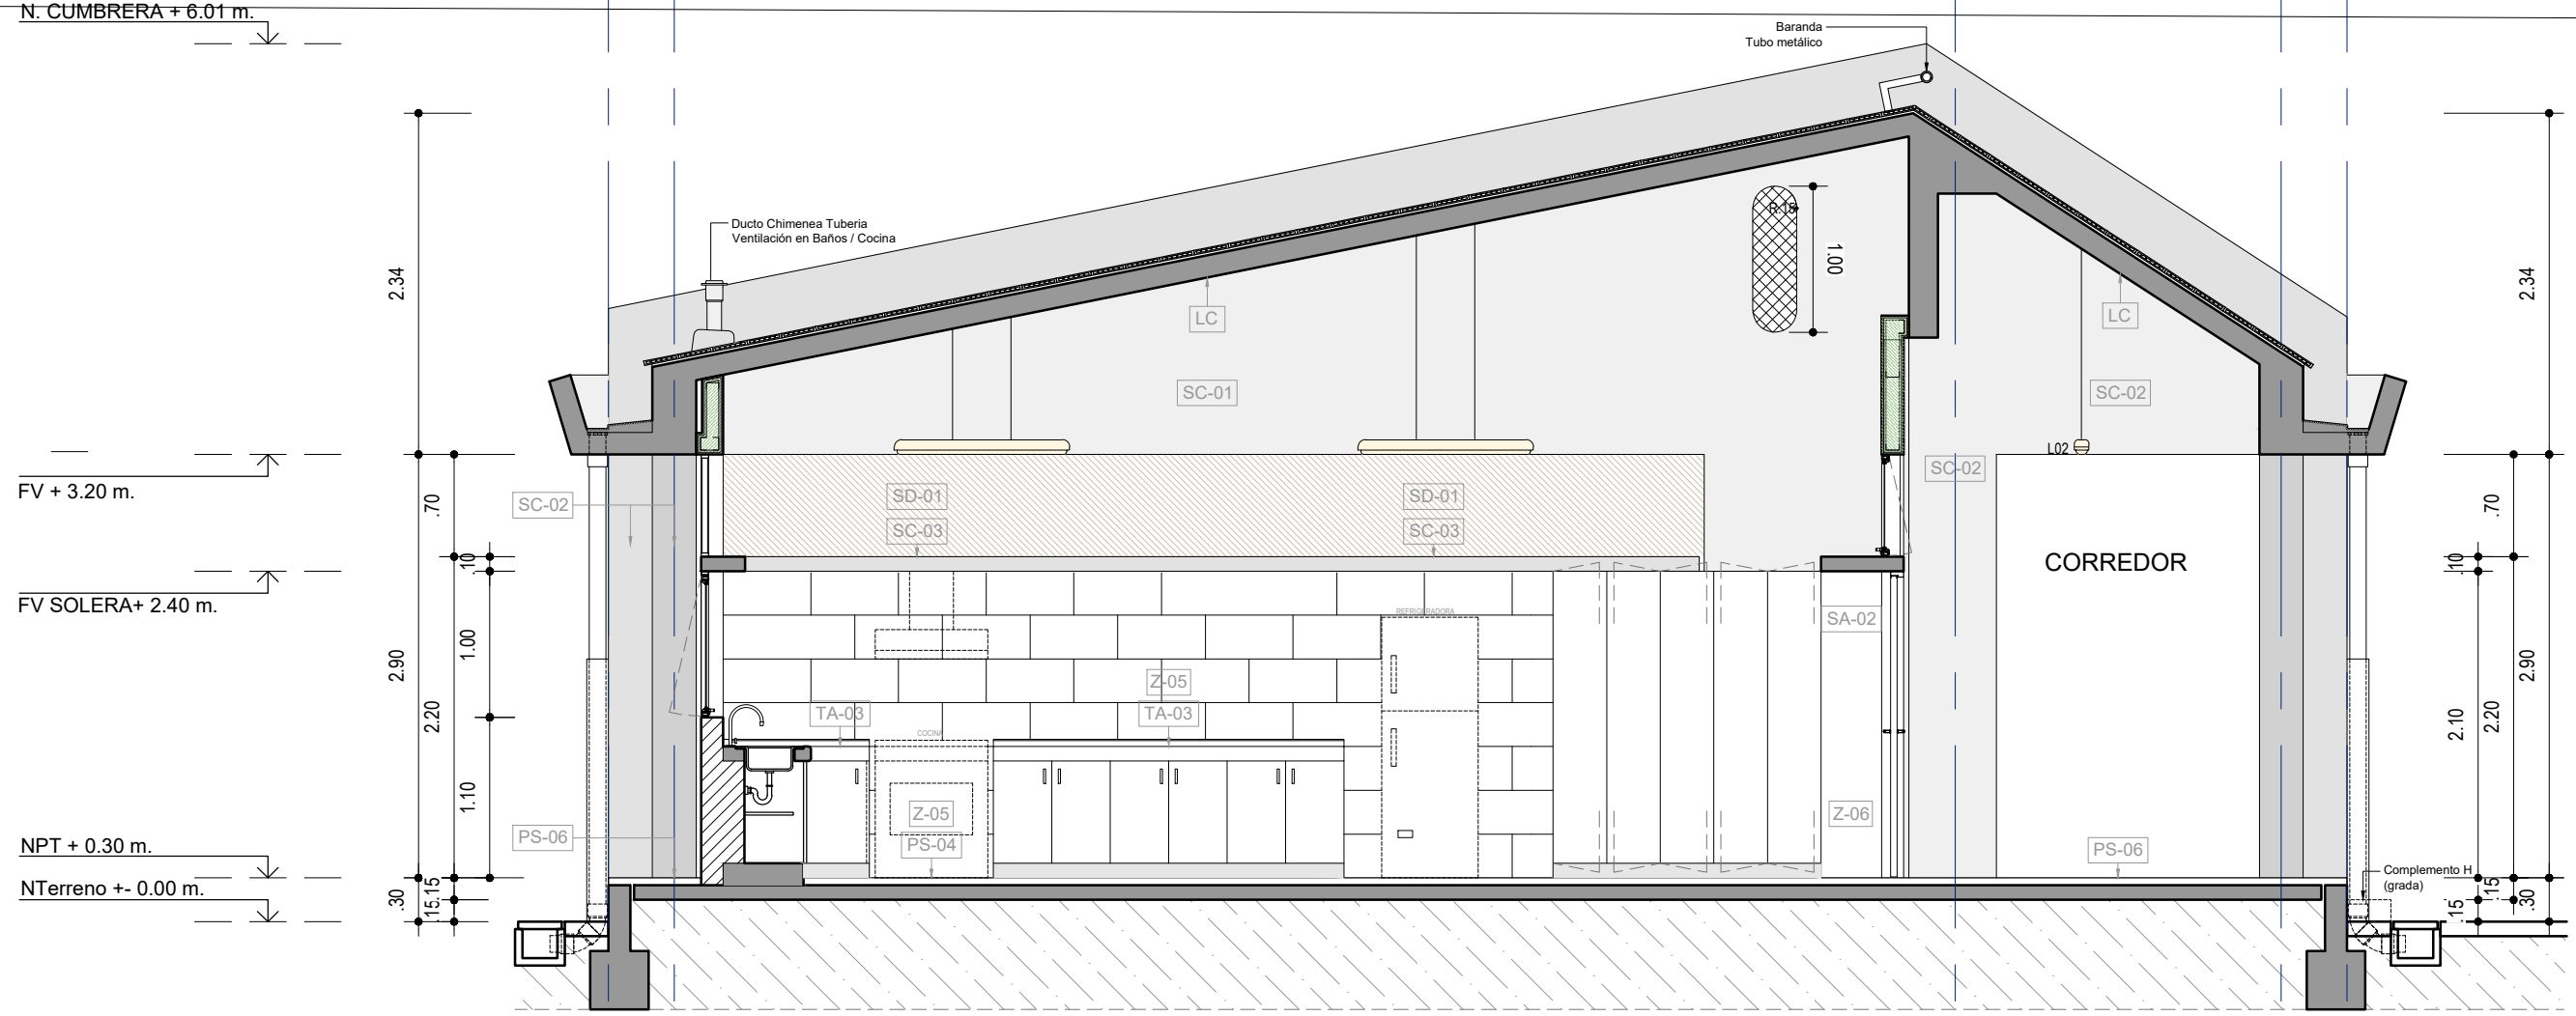 N. CUMBRERA + 6.01 m.
Baranda
Tubo metálico
Ducto Chimenea Tuberia
Ventilación en Baños / Cocina
R.15
1.00
2.34
2.34
LC
LC
SC-01
SC-02
L02
SC-02
FV + 3.20 m.
SC-02
.70
SD-01
SC-03
SD-01
SC-03
.70
CORREDOR
.10
.10
FV SOLERA+ 2.40 m.
REFRIGERADORA
SA-02
1.00
2.90
2.90
Z-05
TA-03
TA-03
2.20
2.10
2.20
COCINA
1.10
Z-05
Z-06
PS-06
PS-04
PS-06
NPT + 0.30 m.
NTerreno +- 0.00 m.
Complemento H
(grada)
.30
.15
.15
.15
.15
.30